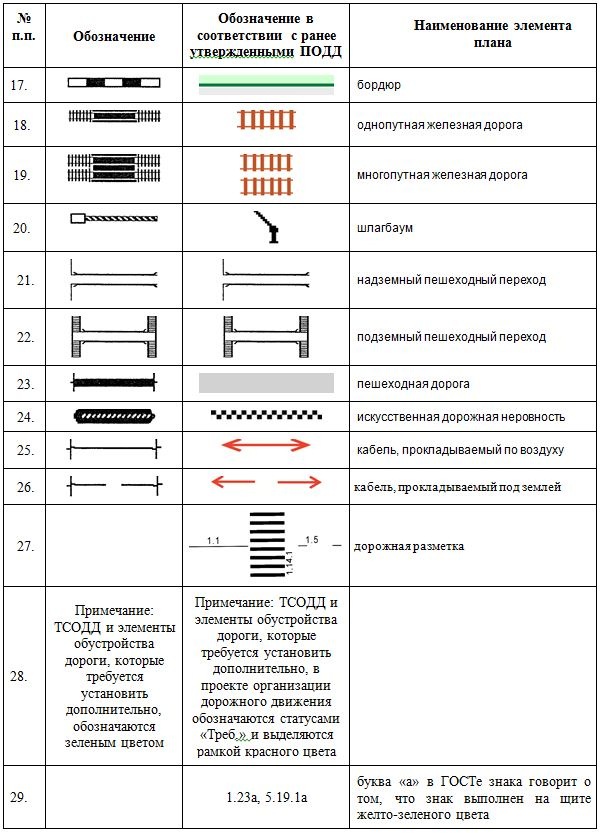 №
п.п.
Обозначение
Обозначение в
соответствии с ранее
утвержденными ПОДД
Наименование элемента
плана
17.
бордюр
18.
однопутная железная дорога
19.
многопутная железная дорога
20.
шлагбаум
21.
надземный пешеходный переход
22.
подземный пешеходный переход
23.
пешеходная дорога
24.
искусственная дорожная неровность
25.
кабель, прокладываемый по воздуху
26.
кабель, прокладываемый под землей
27.
1.1
1.14.1
1.5
дорожная разметка
28.
Примечание:
ТСОДД и элементы
обустройства
дороги, которые
требуется
установить
дополнительно,
обозначаются
зеленым цветом
Примечание: ТСОДД и
элементы обустройства
дороги, которые
требуется установить
дополнительно, в
проекте организации
дорожного движения
обозначаются статусами
«Треб.» и выделяются
рамкой красного цвета
29.
1.23а, 5.19.1а
буква «а» в ГОСТе знака говорит о
том, что знак выполнен на щите
желто-зеленого цвета